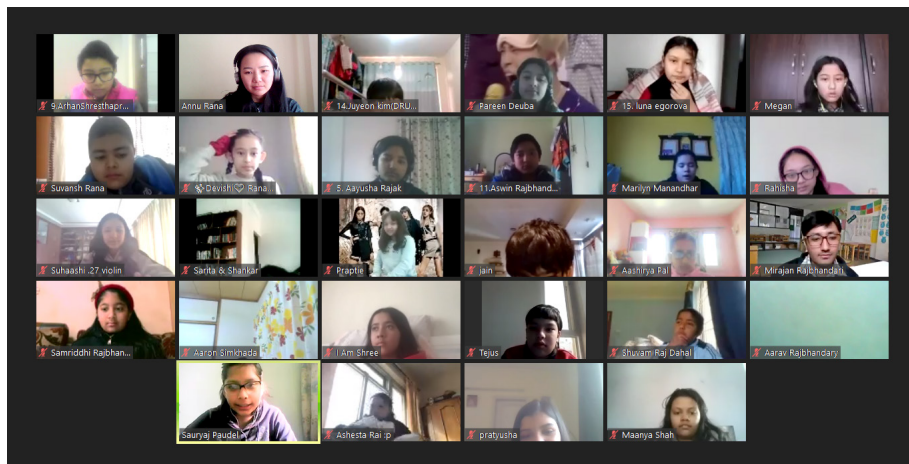 9.ArhanShresthapr...
Annu Rana
14.Juyeon kim(DRU...
Pareen Deuba
15. luna egorova
Megan
Suvansh Rana
Devishi Rana...
5. Aayusha Rajak
11.Aswin Rajbhand...
Marilyn Manandhar
Rahisha
Suhaashi .27 violin
Sarita & Shankar
Praptie
jain
Aashirya Pal
Mirajan Rajbhandari
Samriddhi Rajbhan...
Aaron Simkhada
I Am Shree
Tejus
Shuvam Raj Dahal
Aarav Rajbhandary
Sauryaj Paudel
Ashesta Rai :p
pratyusha
Maanya Shah